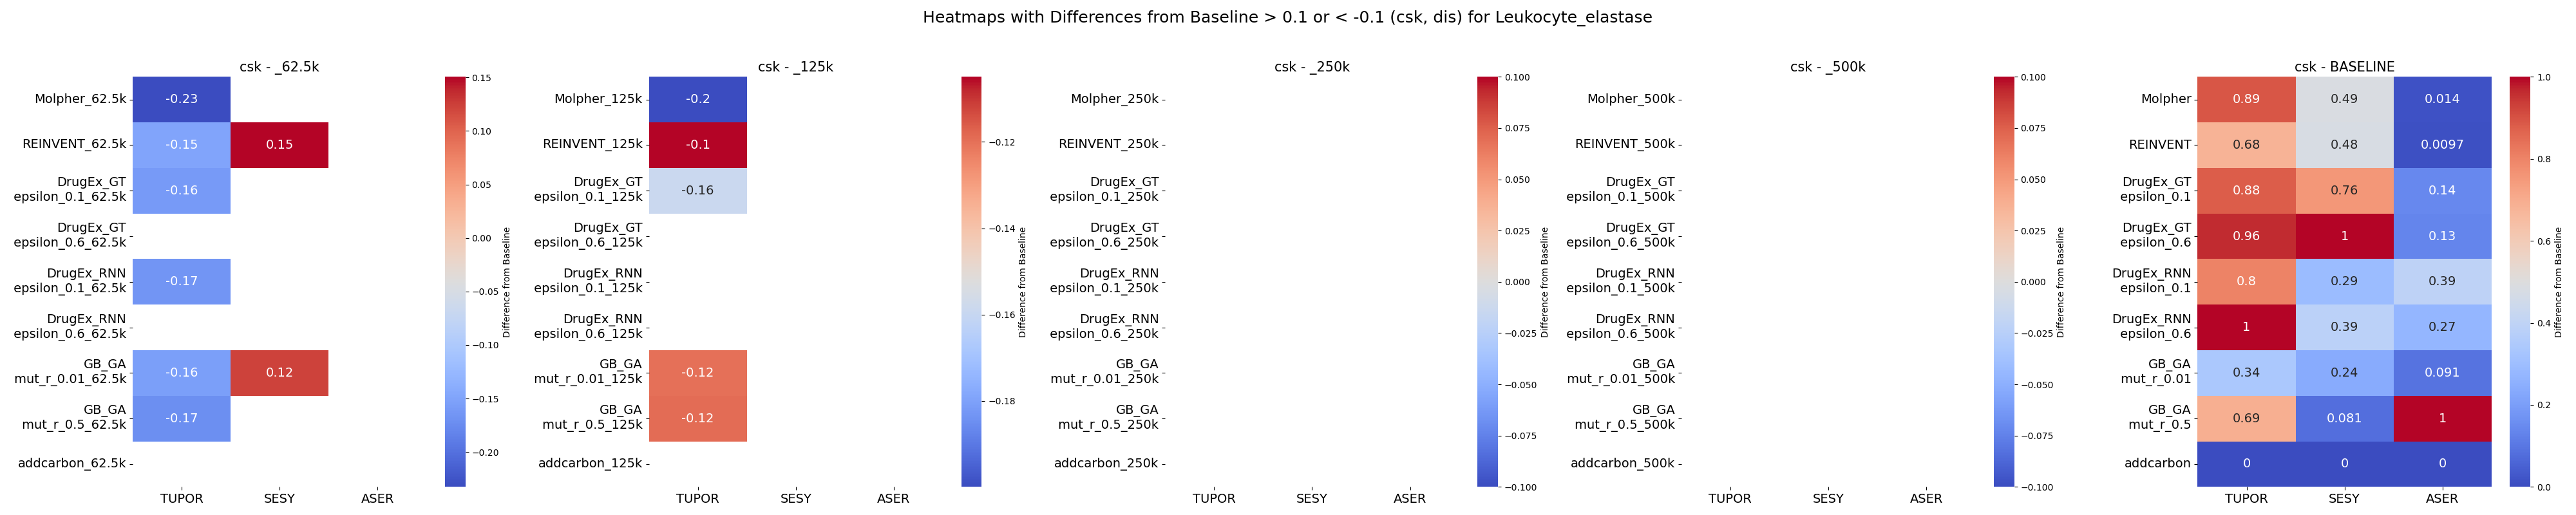 Heatmaps with Differences from Baseline > 0.1 or < -0.1 (csk, dis) for Leukocyte_elastase
csk - _62.5k
Molpher_62.5k
REINVENT_62.5k
DrugEx_GT
epsilon_0.1_62.5k
DrugEx_GT
epsilon_0.6_62.5k
DrugEx_RNN
epsilon_0.1_62.5k
DrugEx_RNN
epsilon_0.6_62.5k
GB_GA
mut_r_0.01_62.5k
GB_GA
mut_r_0.5_62.5k
addcarbon_62.5k
-0.23
-0.15 0.15
-0.16
-0.17
-0.16 0.12
-0.17
TUPOR SESY ASER
0.15
0.10
0.05
0.00
−0.05
−0.10
−0.15
−0.20
Difference from Baseline
csk - _125k
Molpher_125k
REINVENT_125k
DrugEx_GT
epsilon_0.1_125k
DrugEx_GT
epsilon_0.6_125k
DrugEx_RNN
epsilon_0.1_125k
DrugEx_RNN
epsilon_0.6_125k
GB_GA
mut_r_0.01_125k
GB_GA
mut_r_0.5_125k
addcarbon_125k
-0.2
-0.1
-0.16
-0.12
-0.12
TUPOR SESY ASER
−0.12
−0.14
−0.16
−0.18
Difference from Baseline
csk - _250k
Molpher_250k
REINVENT_250k
DrugEx_GT
epsilon_0.1_250k
DrugEx_GT
epsilon_0.6_250k
DrugEx_RNN
epsilon_0.1_250k
DrugEx_RNN
epsilon_0.6_250k
GB_GA
mut_r_0.01_250k
GB_GA
mut_r_0.5_250k
addcarbon_250k
TUPOR SESY ASER
0.100
0.075
0.050
0.025
0.000
−0.025
−0.050
−0.075
−0.100
Difference from Baseline
csk - _500k
Molpher_500k
REINVENT_500k
DrugEx_GT
epsilon_0.1_500k
DrugEx_GT
epsilon_0.6_500k
DrugEx_RNN
epsilon_0.1_500k
DrugEx_RNN
epsilon_0.6_500k
GB_GA
mut_r_0.01_500k
GB_GA
mut_r_0.5_500k
addcarbon_500k
TUPOR SESY ASER
0.100
0.075
0.050
0.025
0.000
−0.025
−0.050
−0.075
−0.100
Difference from Baseline
csk - BASELINE
Molpher
REINVENT
DrugEx_GT
epsilon_0.1
DrugEx_GT
epsilon_0.6
DrugEx_RNN
epsilon_0.1
DrugEx_RNN
epsilon_0.6
GB_GA
mut_r_0.01
GB_GA
mut_r_0.5
addcarbon
0.89 0.49 0.014
0.68 0.48 0.0097
0.88 0.76 0.14
0.96 1 0.13
0.8 0.29 0.39
1 0.39 0.27
0.34 0.24 0.091
0.69 0.081 1
0 0 0
TUPOR SESY ASER
1.0
0.8
0.6
0.4
0.2
0.0
Difference from Baseline